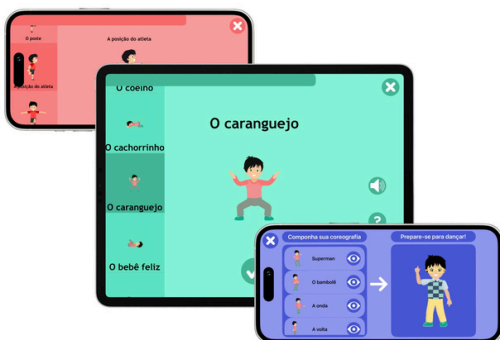 O poste
A posição do atleta
A posição do atleta
O coelho
O cachorrinho
O caranguejo
O bebê feliz
O caranguejo
?
Componha sua coreografia
Superman
O bambolê
A onda
A volta
Prepare-se para dançar!